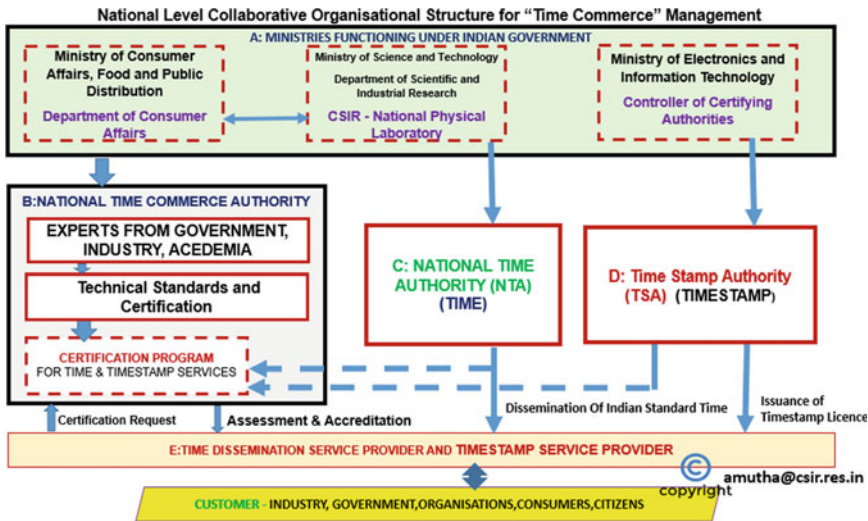 National Level Collaborative Organisational Structure for “Time Commerce” Management
A: MINISTRIES FUNCTIONING UNDER INDIAN GOVERNMENT
Ministry of Consumer
Affairs, Food and Public
Distribution
Department of Consumer
Affairs
Ministry of Science and Technology
Department of Scientific and
Industrial Research
CSIR - National Physical
Laboratory
Ministry of Electronics and
Information Technology
Controller of Certifying
Authorities
B:NATIONAL TIME COMMERCE AUTHORITY
EXPERTS FROM GOVERNMENT,
INDUSTRY, ACEDEMIA
Technical Standards and
Certification
CERTIFICATION PROGRAM
FOR TIME & TIMESTAMP SERVICES
C: NATIONAL TIME
AUTHORITY (NTA)
(TIME)
D: Time Stamp Authority
(TSA) (TIMESTAMP)
Certification Request
Assessment & Accreditation
Dissemination Of Indian Standard Time
Issuance of
Timestamp Licence
E:TIME DISSEMINATION SERVICE PROVIDER AND TIMESTAMP SERVICE PROVIDER
©
copyright
amutha@csir.res.in
CUSTOMER - INDUSTRY, GOVERNMENT,ORGANISATIONS,CONSUMERS,CITIZENS